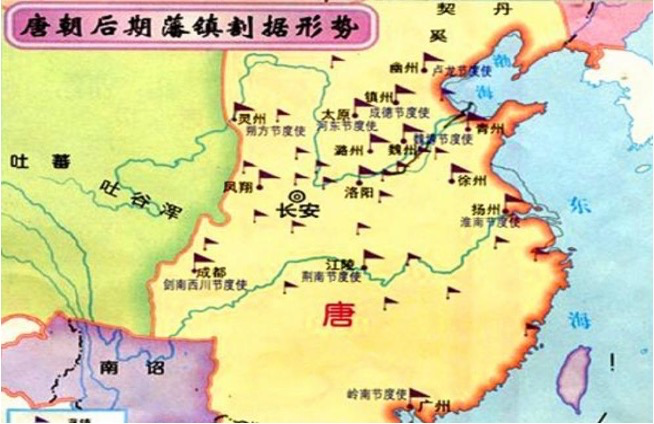 唐朝后期藩镇割据形势
契 丹
奚
幽州
卢龙节度使
渤
海
镇州
成德节度使
灵州
朔方节度使
太原
河东节度使
青州
潞州
魏州
魏博节度使
吐 蕃
吐谷浑
凤翔
洛阳
徐州
长安
扬州
淮南节度使
东
海
成都
剑南西川节度使
江陵
荆南节度使
唐
南 诏
岭南节度使
广州